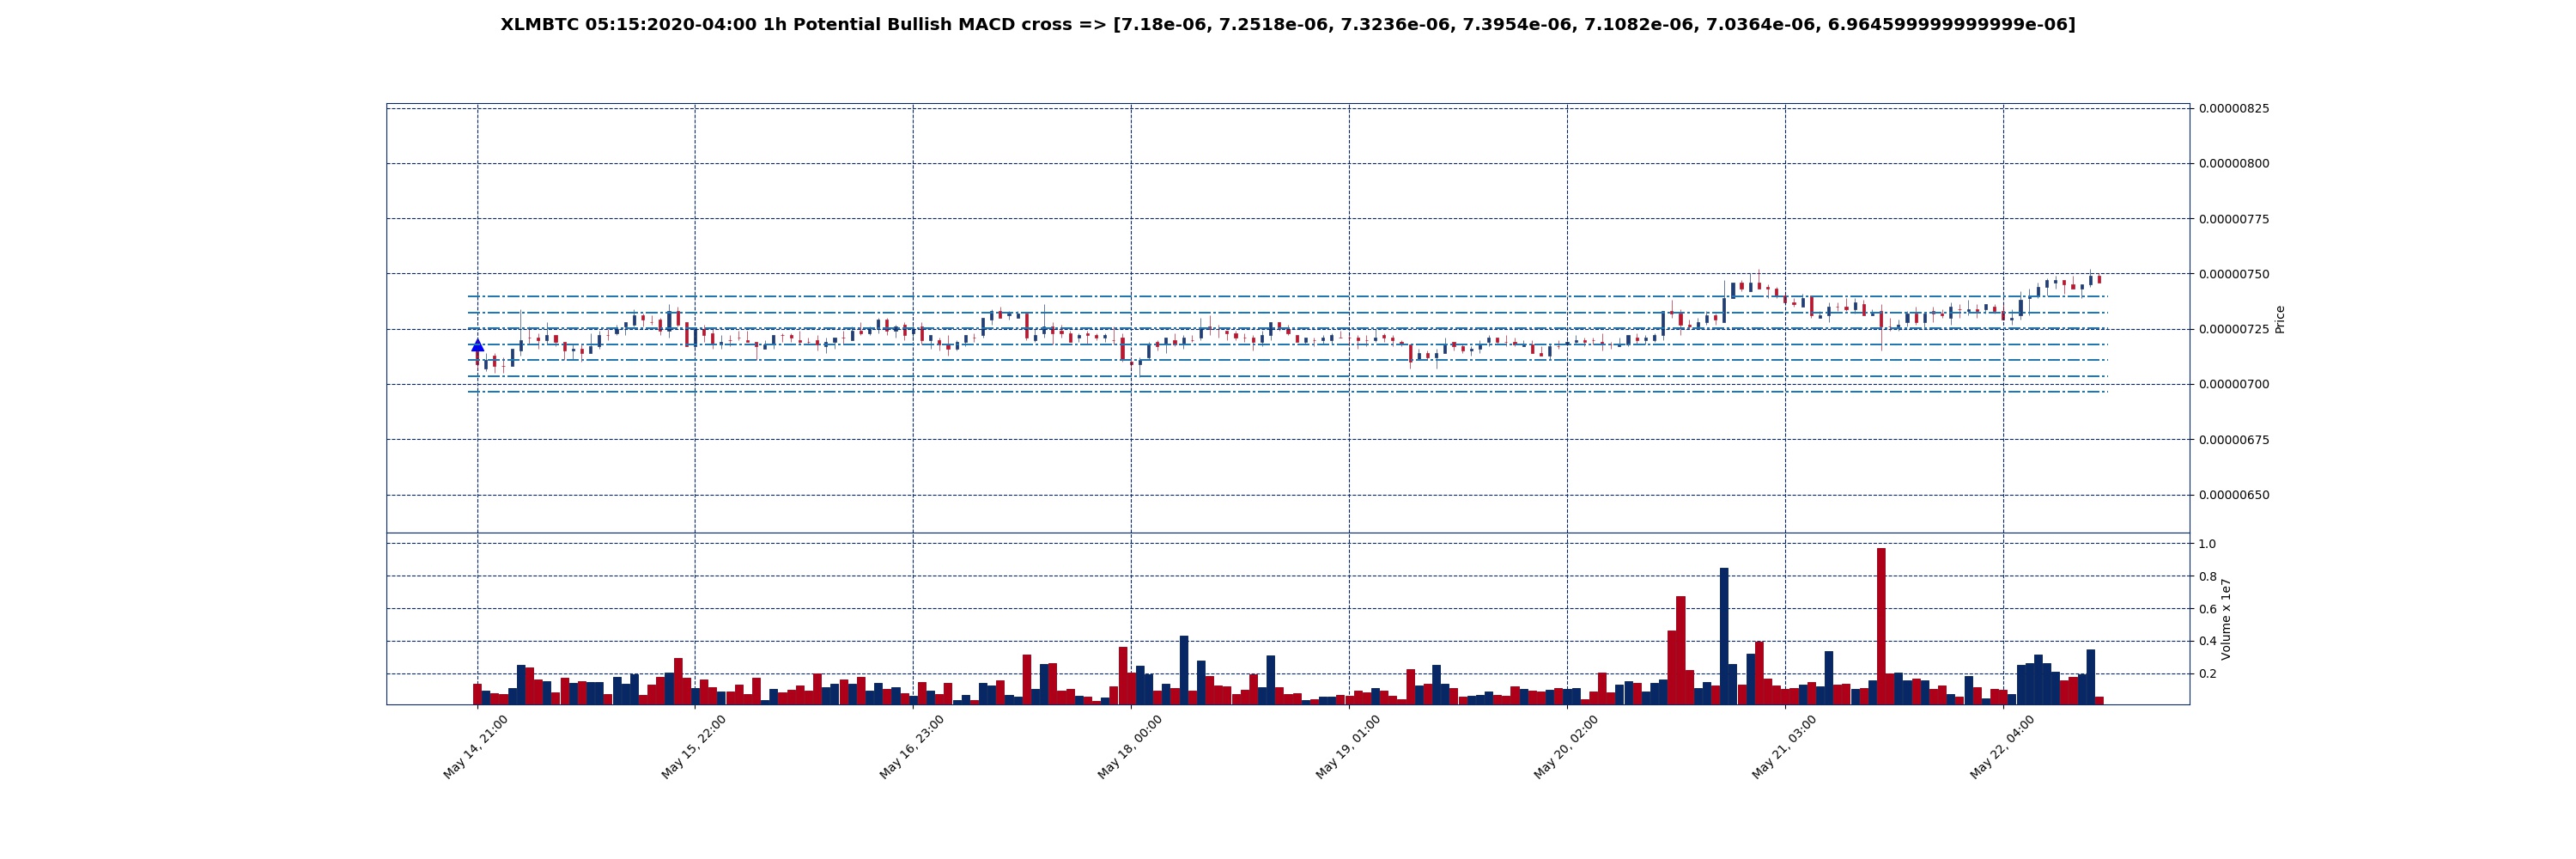 XLMBTC 05:15:2020-04:00 1h Potential Bullish MACD cross => [7.18e-06, 7.2518e-06, 7.3236e-06, 7.3954e-06, 7.1082e-06, 7.0364e-06, 6.964599999999999e-06]
0.00000825
0.00000800
0.00000775
0.00000750
0.00000725
0.00000700
0.00000675
0.00000650
Price
1.0
0.8
0.6
0.4
0.2
Volume x 1e7
May 14, 21:00
May 15, 22:00
May 16, 23:00
May 18, 00:00
May 19, 01:00
May 20, 02:00
May 21, 03:00
May 22, 04:00